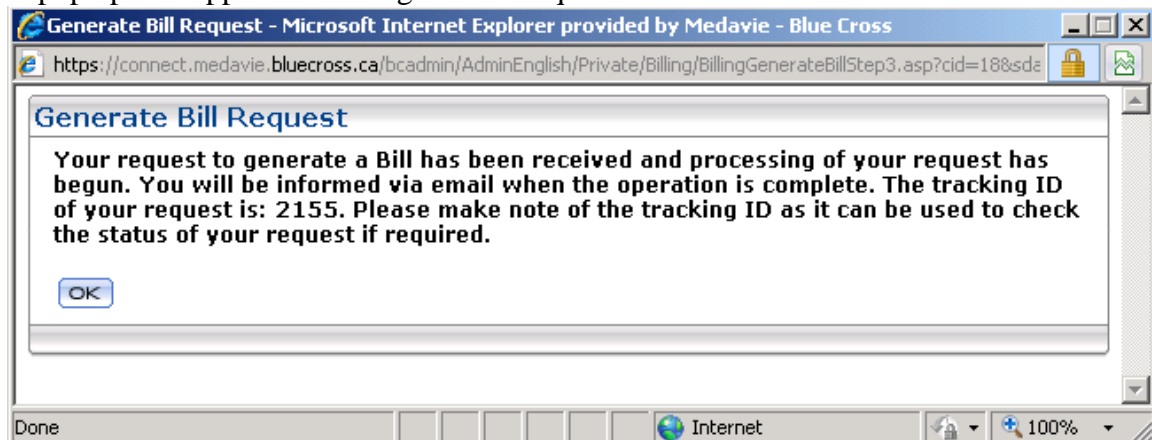 Generate Bill Request - Microsoft Internet Explorer provided by Medavie - Blue Cross
https://connect.medavie.bluecross.ca/bcadmin/AdminEnglish/Private/Billing/BillingGenerateBillStep3.asp?cid=18&sda
Generate Bill Request
Your request to generate a Bill has been received and processing of your request has
begun. You will be informed via email when the operation is complete. The tracking ID
of your request is: 2155. Please make note of the tracking ID as it can be used to check
the status of your request if required.
OK
Done Internet 100%